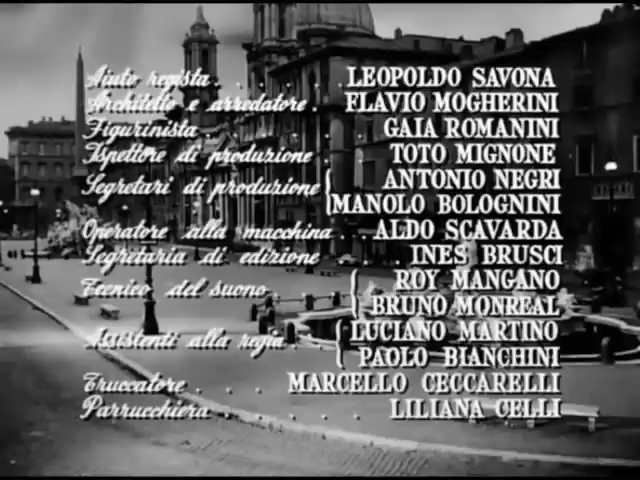 Aiuto regista . . . . . LEOPOLDO SAVONA
Architetto e arredatore . FLAVIO MOGHERINI
Figurinista . . . . . GAIA ROMANINI
Ispettore di produzione . . TOTO MIGNONE
Segretari di produzione { ANTONIO NEGRI
MANOLO BOLOGNINI
Operatore alla macchina . . ALDO SCAVARDA
Segretaria di edizione . . . . INES BRUSCI
Tecnico del suono { ROY MANGANO
BRUNO MONREAL
Assistenti alla regia . { LUCIANO MARTINO
PAOLO BIANCHINI
Truccatore . . . MARCELLO CECCARELLI
Parrucchiera . . . . . LILIANA CELLI